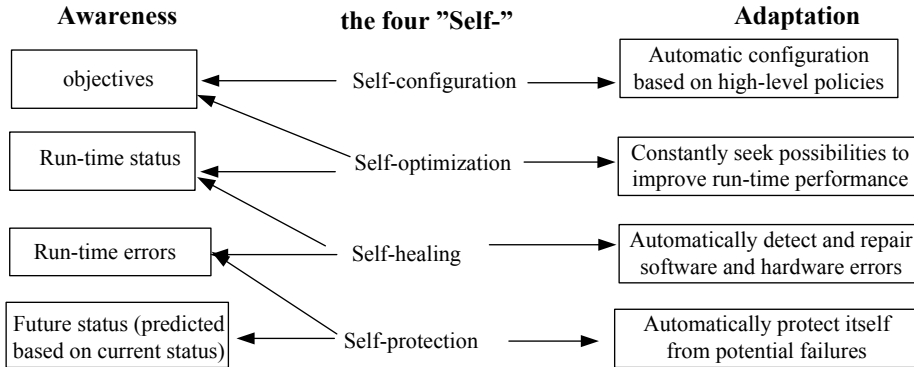 Awareness
the four ”Self-”
Adaptation
objectives
Self-configuration
Automatic configuration
based on high-level policies
Run-time status
Self-optimization
Constantly seek possibilities to
improve run-time performance
Run-time errors
Self-healing
Automatically detect and repair
software and hardware errors
Future status (predicted
based on current status)
Self-protection
Automatically protect itself
from potential failures